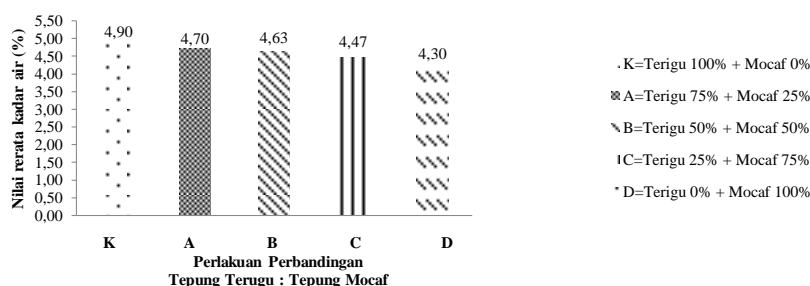 5,50
5,00
4,50
4,00
3,50
3,00
2,50
2,00
1,50
1,00
0,50
0,00
Nilai rerata kadar air (%)
4,90
4,70
4,63
4,47
4,30
K
A
B
C
D
Perlakuan Perbandingan
Tepung Terugu : Tepung Mocaf
K=Terigu 100% + Mocaf 0%
A=Terigu 75% + Mocaf 25%
B=Terigu 50% + Mocaf 50%
C=Terigu 25% + Mocaf 75%
D=Terigu 0% + Mocaf 100%